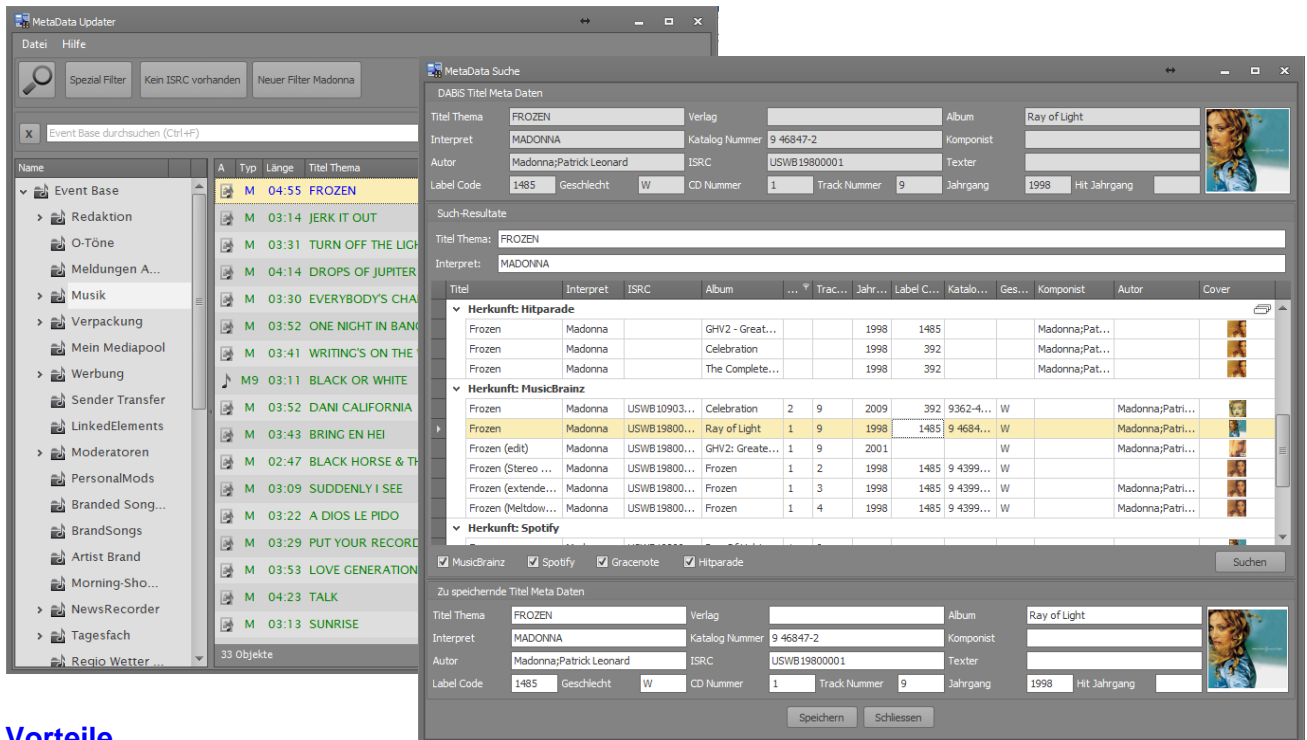 MetaData Updater
Datei Hilfe
Spezial Filter Kein ISRC vorhanden Neuer Filter Madonna
X Event Base durchsuchen (Ctrl+F)
Name
Event Base
Redaktion
O-Töne
Meldungen A...
Musik
Verpackung
Mein Mediapool
Werbung
Sender Transfer
LinkedElements
Moderatoren
PersonalMods
Branded Song...
BrandSongs
Artist Brand
Morning-Sho...
NewsRecorder
Tagesfach
Regio Wetter ...
A Typ Länge Titel Thema
M 04:55 FROZEN
M 03:14 JERK IT OUT
M 03:31 TURN OFF THE LIGH
M 04:14 DROPS OF JUPITER
M 03:30 EVERYBODY'S CHA
M 03:52 ONE NIGHT IN BANG
M 03:41 WRITING'S ON THE
M9 03:11 BLACK OR WHITE
M 03:52 DANI CALIFORNIA
M 03:43 BRING EN HEI
M 02:47 BLACK HORSE & TH
M 03:09 SUDDENLY I SEE
M 03:22 A DIOS LE PIDO
M 03:29 PUT YOUR RECORD
M 03:53 LOVE GENERATION
M 04:23 TALK
M 03:13 SUNRISE
33 Objekte
MetaData Suche
DABiS Titel Meta Daten
Titel Thema FROZEN Verlag Album Ray of Light
Interpret MADONNA Katalog Nummer 9 46847-2 Komponist
Autor Madonna;Patrick Leonard ISRC USWB19800001 Texter
Label Code 1485 Geschlecht W CD Nummer 1 Track Nummer 9 Jahrgang 1998 Hit Jahrgang
Such-Resultate
Titel Thema: FROZEN
Interpret: MADONNA
Titel Interpret ISRC Album ... Trac... Jahr... Label C... Katalo... Ges... Komponist Autor Cover
Herkunft: Hitparade
Frozen Madonna GHV2 - Great... 1998 1485 Madonna;Pat...
Frozen Madonna Celebration 1998 392 Madonna;Pat...
Frozen Madonna The Complete... 1998 392 Madonna;Pat...
Herkunft: MusicBrainz
Frozen Madonna USWB10903... Celebration 2 9 2009 392 9362-4... W Madonna;Patri...
Frozen Madonna USWB19800... Ray of Light 1 9 1998 1485 9 4684... W Madonna;Patri...
Frozen (edit) Madonna USWB19800... GHV2: Greate... 1 9 2001 W Madonna;Patri...
Frozen (Stereo ... Madonna USWB19800... Frozen 1 2 1998 1485 9 4399... W
Frozen (extende... Madonna USWB19800... Frozen 1 3 1998 1485 9 4399... W Madonna;Patri...
Frozen (Meltdow... Madonna USWB19800... Frozen 1 4 1998 1485 9 4399... W Madonna;Patri...
Herkunft: Spotify
MusicBrainz Spotify Gracenote Hitparade Suchen
Zu speichernde Titel Meta Daten
Titel Thema FROZEN Verlag Album Ray of Light
Interpret MADONNA Katalog Nummer 9 46847-2 Komponist
Autor Madonna;Patrick Leonard ISRC USWB19800001 Texter
Label Code 1485 Geschlecht W CD Nummer 1 Track Nummer 9 Jahrgang 1998 Hit Jahrgang
Speichern Schliessen
Vorteile